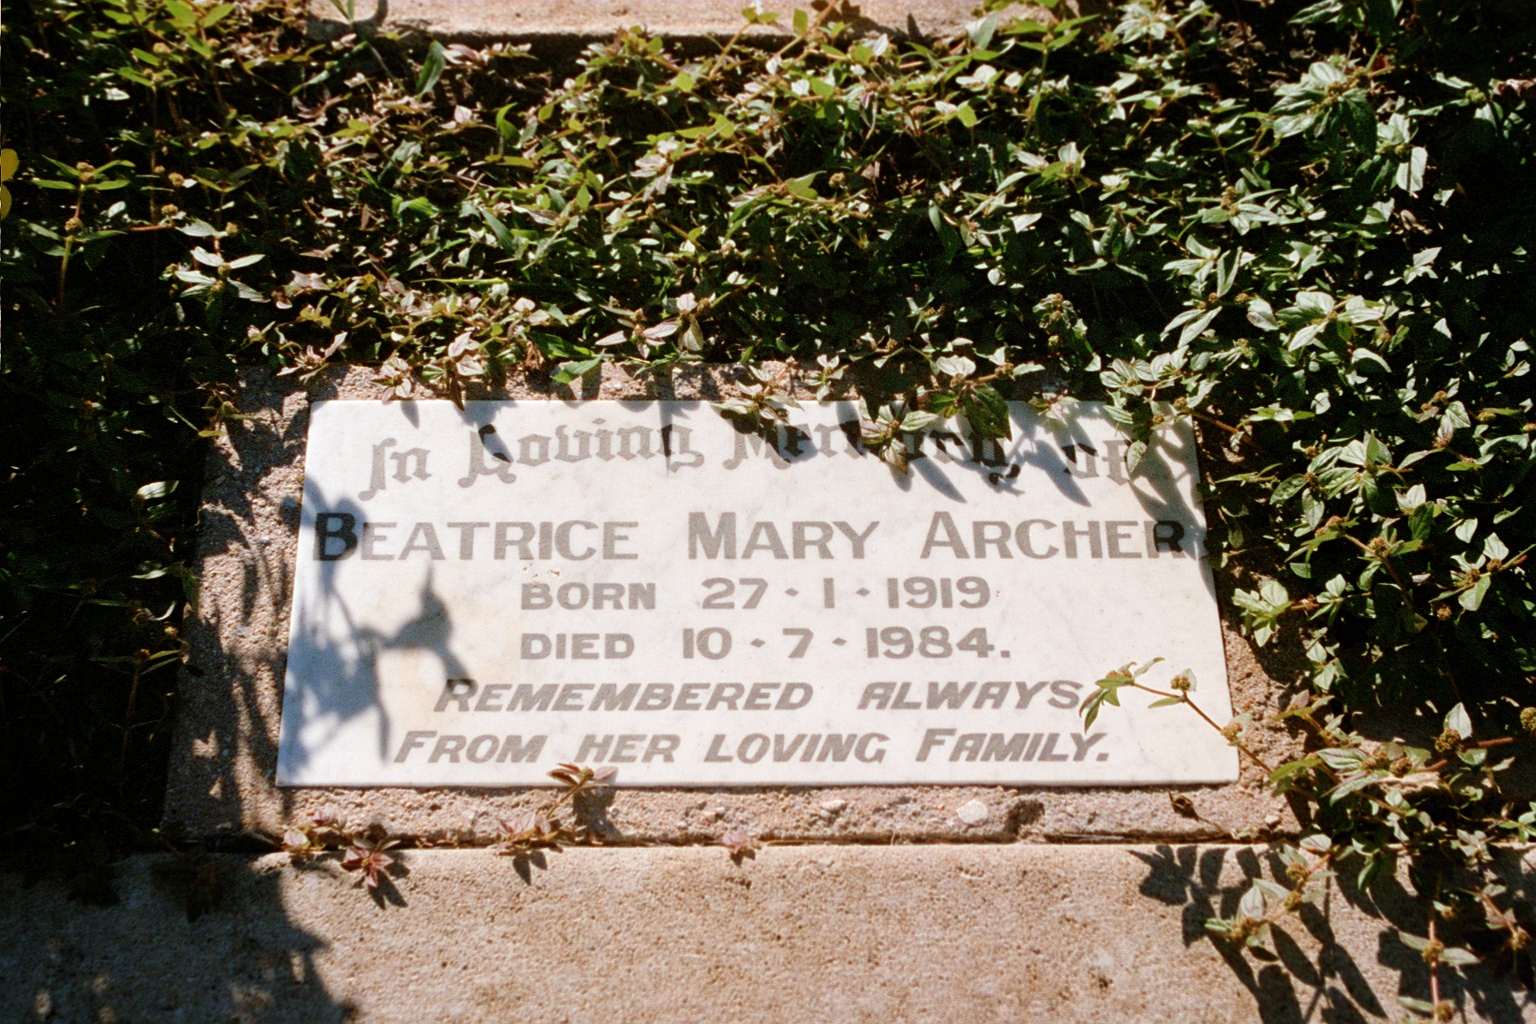 In Loving Memory of
BEATRICE MARY ARCHER
BORN 27·1·1919
DIED 10·7·1984.
REMEMBERED ALWAYS
FROM HER LOVING FAMILY.